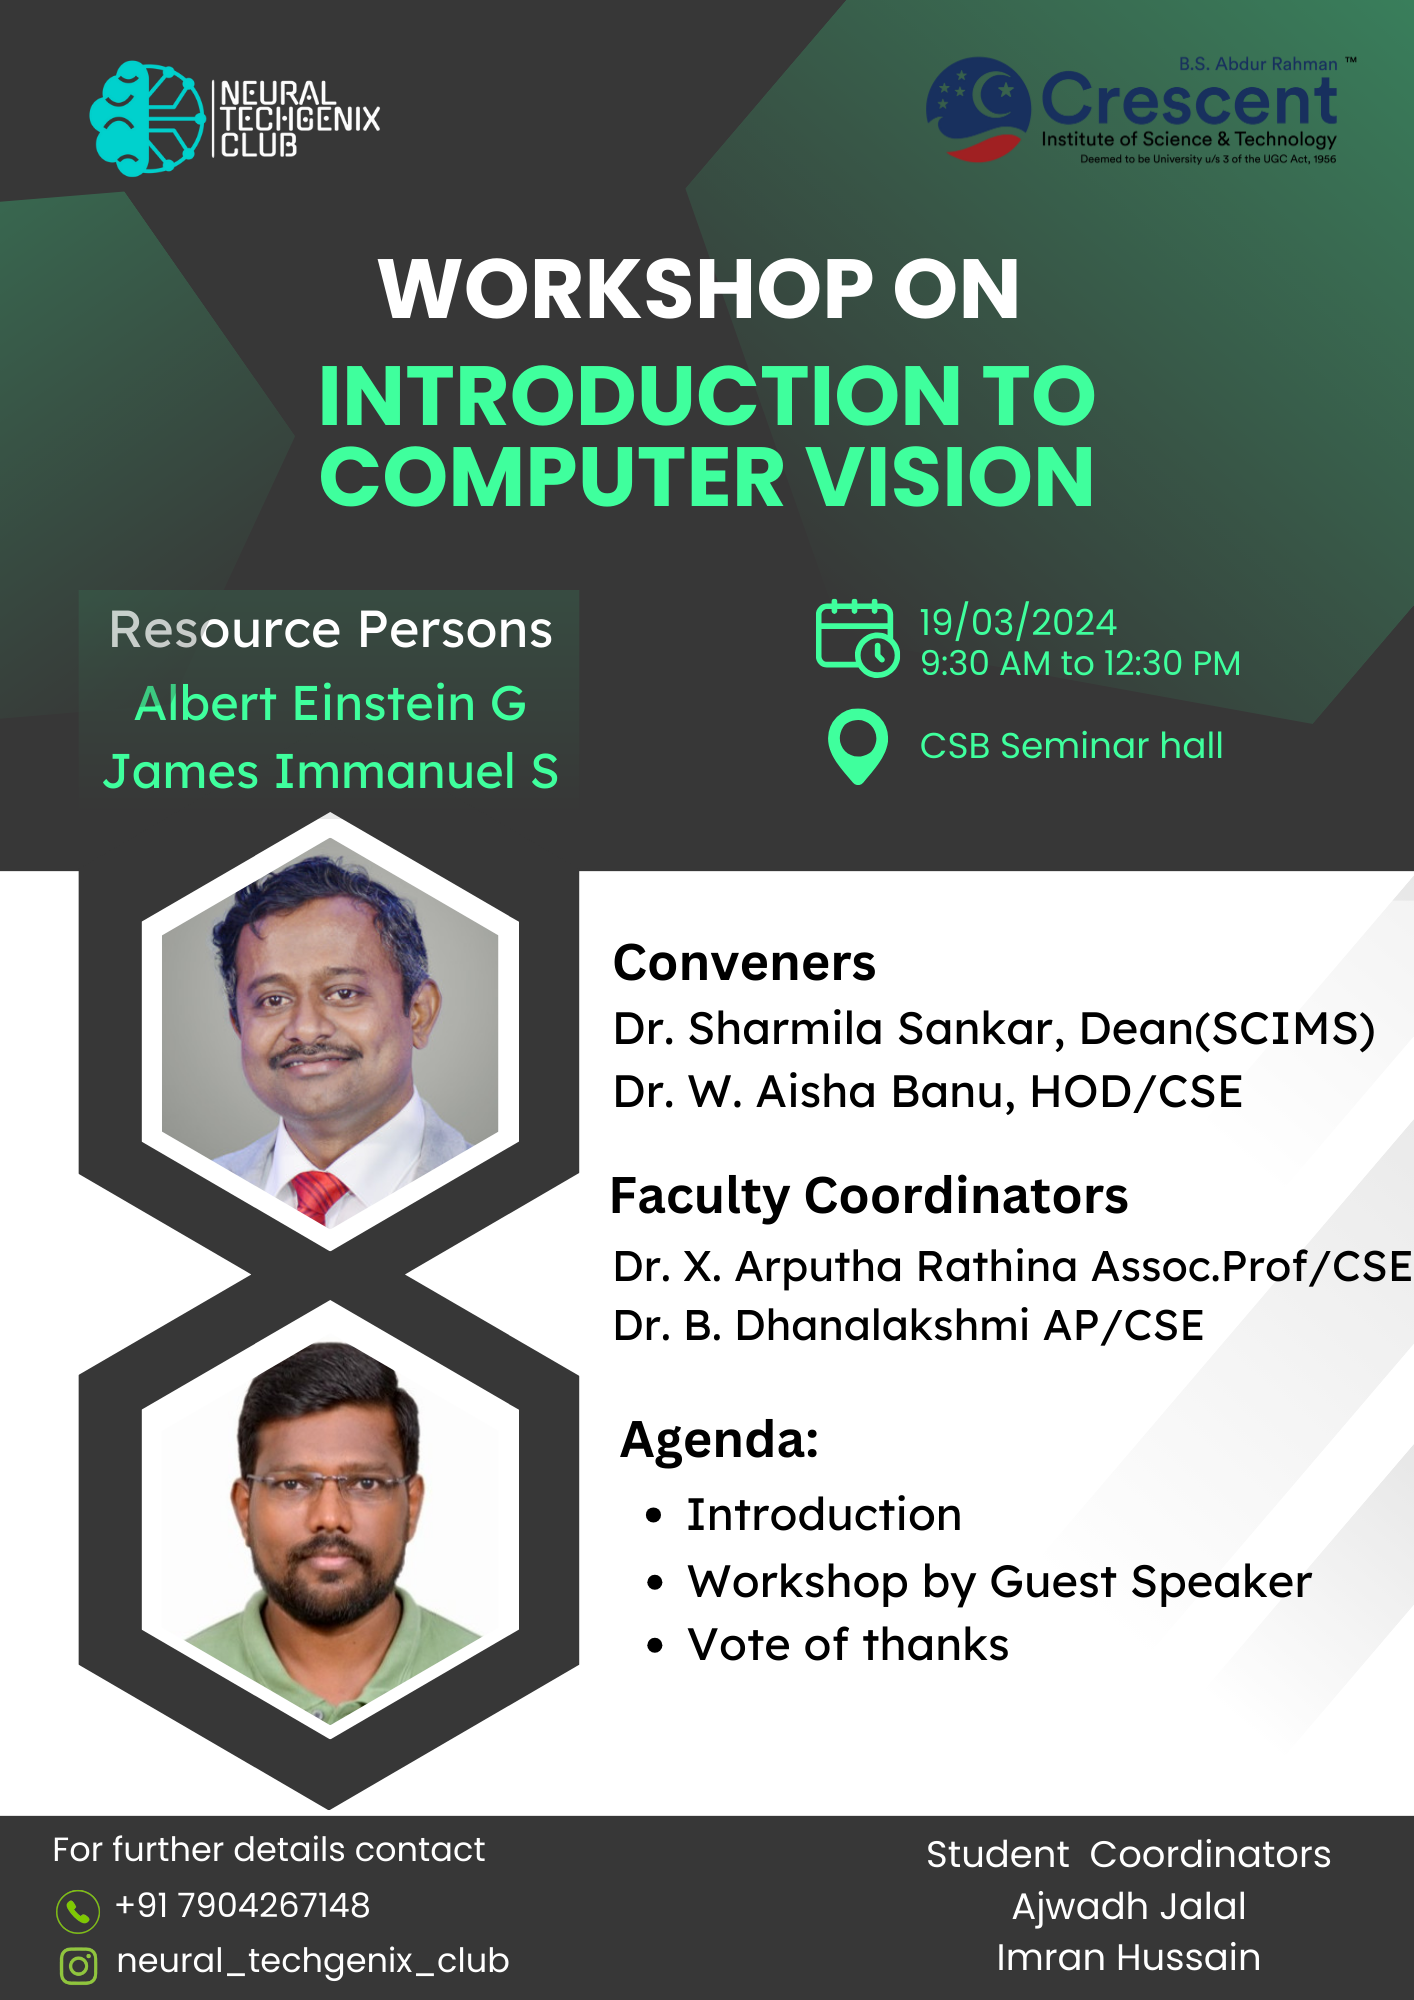 NEURAL
TECHGENIX
CLUB
B.S. Abdur Rahman ™
Crescent
Institute of Science & Technology
Deemed to be University u/s 3 of the UGC Act, 1956
WORKSHOP ON
INTRODUCTION TO
COMPUTER VISION
Resource Persons
Albert Einstein G
James Immanuel S
19/03/2024
9:30 AM to 12:30 PM
CSB Seminar hall
Conveners
Dr. Sharmila Sankar, Dean(SCIMS)
Dr. W. Aisha Banu, HOD/CSE
Faculty Coordinators
Dr. X. Arputha Rathina Assoc.Prof/CSE
Dr. B. Dhanalakshmi AP/CSE
Agenda:
• Introduction
• Workshop by Guest Speaker
• Vote of thanks
For further details contact
+91 7904267148
neural_techgenix_club
Student Coordinators
Ajwadh Jalal
Imran Hussain